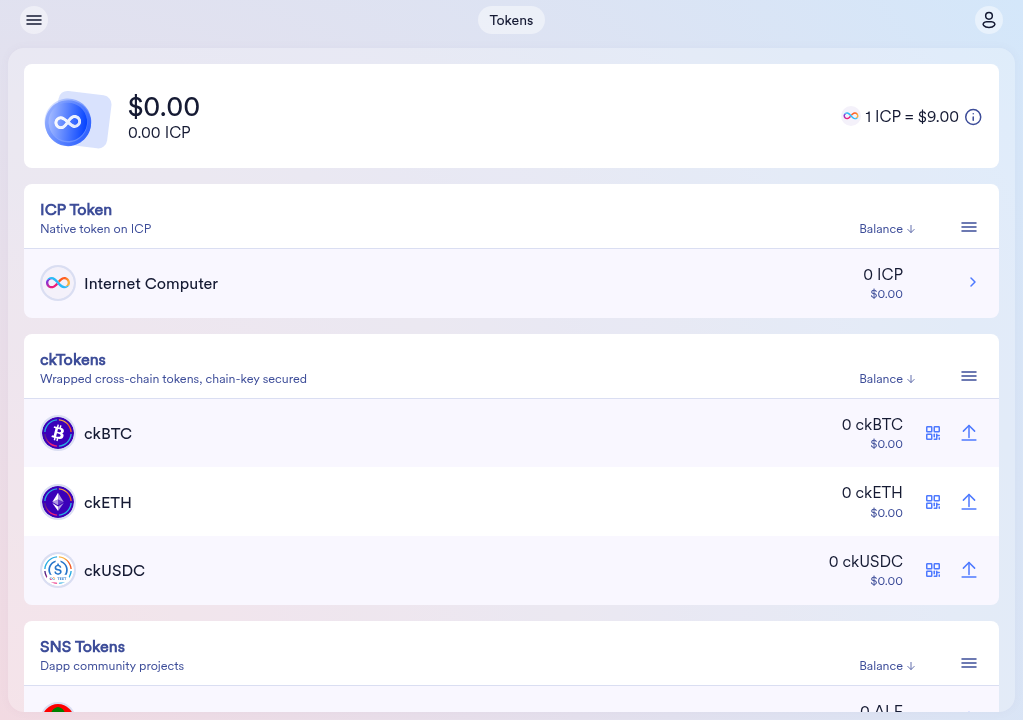 Tokens
$0.00
0.00 ICP
1 ICP = $9.00
ICP Token
Native token on ICP
Balance
Internet Computer
0 ICP
$0.00
ckTokens
Wrapped cross-chain tokens, chain-key secured
Balance
ckBTC
0 ckBTC
$0.00
ckETH
0 ckETH
$0.00
ckUSDC
0 ckUSDC
$0.00
SNS Tokens
Dapp community projects
Balance